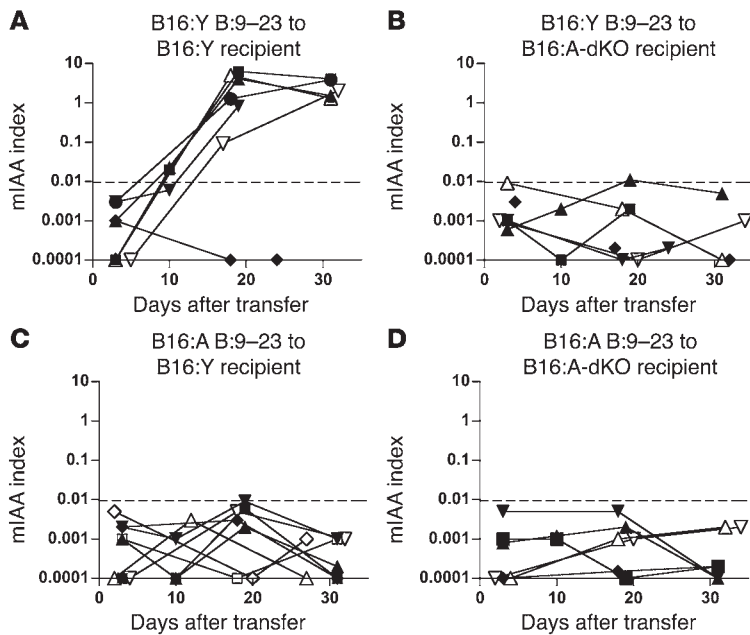 A
B16:Y B:9–23 to
B16:Y recipient
mIAA index
10
1
0.1
0.01
0.001
0.0001
0
10
20
30
Days after transfer
B
B16:Y B:9–23 to
B16:A-dKO recipient
mIAA index
10
1
0.1
0.01
0.001
0.0001
0
10
20
30
Days after transfer
C
B16:A B:9–23 to
B16:Y recipient
mIAA index
10
1
0.1
0.01
0.001
0.0001
0
10
20
30
Days after transfer
D
B16:A B:9–23 to
B16:A-dKO recipient
mIAA index
10
1
0.1
0.01
0.001
0.0001
0
10
20
30
Days after transfer